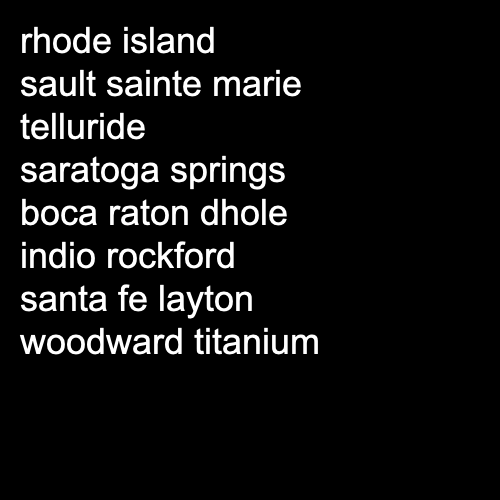 rhode island
sault sainte marie
telluride
saratoga springs
boca raton dhole
indio rockford
santa fe layton
woodward titanium